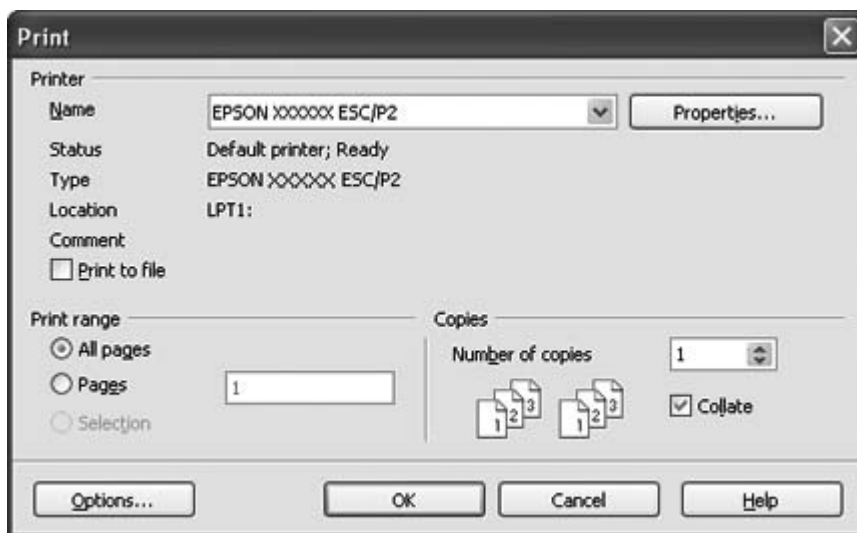 Print
Printer
Name EPSON XXXXXX ESC/P2 Properties...
Status Default printer; Ready
Type EPSON XXXXXX ESC/P2
Location LPT1:
Comment
Print to file
Print range
All pages
Pages 1
Selection
Copies
Number of copies 1
1 2 3 1 2 3
Collate
Options... OK Cancel Help